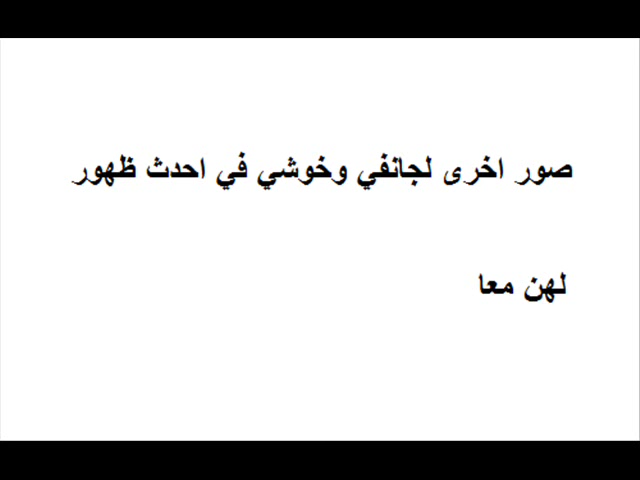 صور اخرى لجانفي وخوشي في احدث ظهور
لهن معا